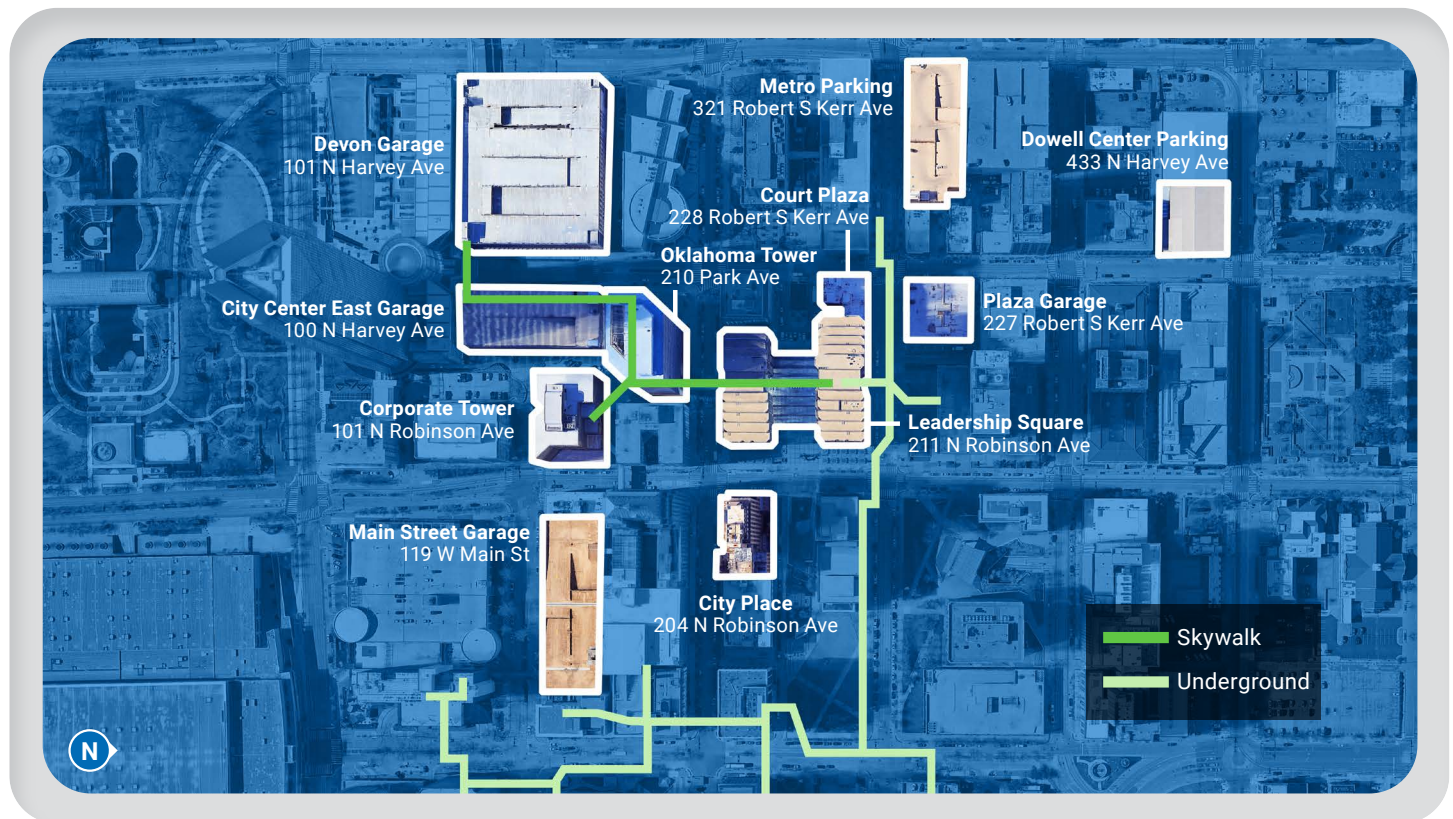 Metro Parking
321 Robert S Kerr Ave
Devon Garage
101 N Harvey Ave
Dowell Center Parking
433 N Harvey Ave
Court Plaza
228 Robert S Kerr Ave
Oklahoma Tower
210 Park Ave
City Center East Garage
100 N Harvey Ave
Plaza Garage
227 Robert S Kerr Ave
Corporate Tower
101 N Robinson Ave
Leadership Square
211 N Robinson Ave
Main Street Garage
119 W Main St
City Place
204 N Robinson Ave
Skywalk
Underground
N